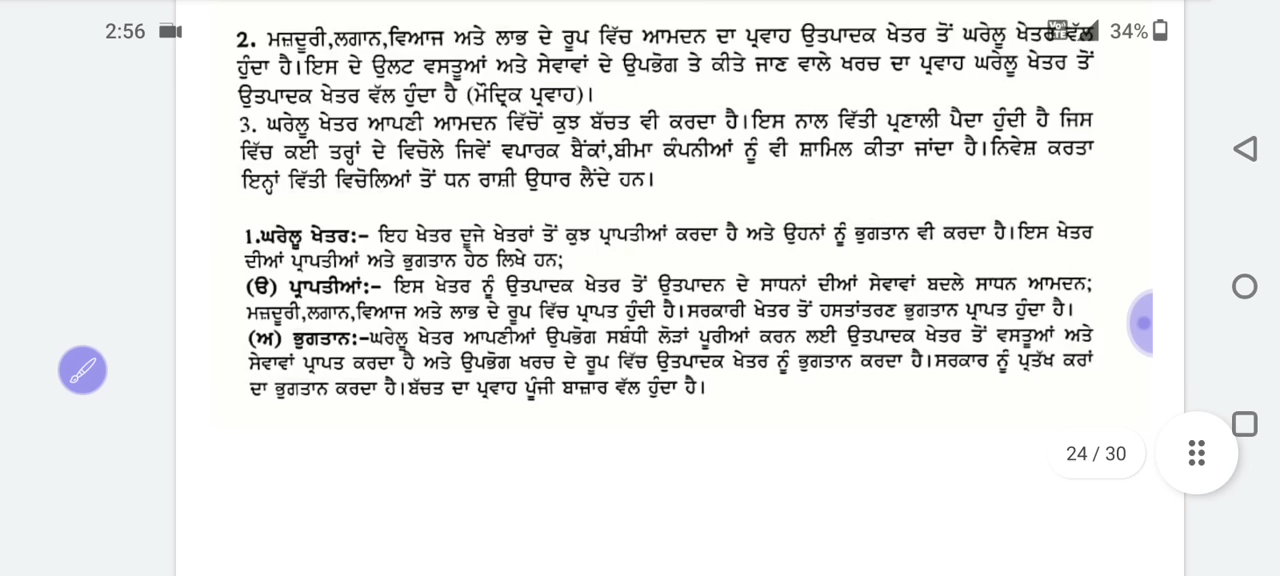 2:56
34%
2. ਮਜ਼ਦੂਰੀ,ਲਗਾਨ,ਵਿਆਜ ਅਤੇ ਲਾਭ ਦੇ ਰੂਪ ਵਿੱਚ ਆਮਦਨ ਦਾ ਪ੍ਰਵਾਹ ਉਤਪਾਦਕ ਖੇਤਰ ਤੋਂ ਘਰੇਲੂ ਖੇਤਰ ਵੱਲ
ਹੁੰਦਾ ਹੈ।ਇਸ ਦੇ ਉਲਟ ਵਸਤੂਆਂ ਅਤੇ ਸੇਵਾਵਾਂ ਦੇ ਉਪਭੋਗ ਤੇ ਕੀਤੇ ਜਾਣ ਵਾਲੇ ਖਰਚ ਦਾ ਪ੍ਰਵਾਹ ਘਰੇਲੂ ਖੇਤਰ ਤੋਂ
ਉਤਪਾਦਕ ਖੇਤਰ ਵੱਲ ਹੁੰਦਾ ਹੈ (ਮੌਦ੍ਰਿਕ ਪ੍ਰਵਾਹ)।
3. ਘਰੇਲੂ ਖੇਤਰ ਆਪਣੀ ਆਮਦਨ ਵਿੱਚੋਂ ਕੁਝ ਬੱਚਤ ਵੀ ਕਰਦਾ ਹੈ।ਇਸ ਨਾਲ ਵਿੱਤੀ ਪ੍ਰਣਾਲੀ ਪੈਦਾ ਹੁੰਦੀ ਹੈ ਜਿਸ
ਵਿੱਚ ਕਈ ਤਰ੍ਹਾਂ ਦੇ ਵਿਚੋਲੇ ਜਿਵੇਂ ਵਪਾਰਕ ਬੈਂਕਾਂ,ਬੀਮਾ ਕੰਪਨੀਆਂ ਨੂੰ ਵੀ ਸ਼ਾਮਿਲ ਕੀਤਾ ਜਾਂਦਾ ਹੈ।ਨਿਵੇਸ਼ ਕਰਤਾ
ਇਨ੍ਹਾਂ ਵਿੱਤੀ ਵਿਚੋਲਿਆਂ ਤੋਂ ਧਨ ਰਾਸ਼ੀ ਉਧਾਰ ਲੈਂਦੇ ਹਨ।
1.ਘਰੇਲੂ ਖੇਤਰ:– ਇਹ ਖੇਤਰ ਦੂਜੇ ਖੇਤਰਾਂ ਤੋਂ ਕੁਝ ਪ੍ਰਾਪਤੀਆਂ ਕਰਦਾ ਹੈ ਅਤੇ ਉਹਨਾਂ ਨੂੰ ਭੁਗਤਾਨ ਵੀ ਕਰਦਾ ਹੈ।ਇਸ ਖੇਤਰ
ਦੀਆਂ ਪ੍ਰਾਪਤੀਆਂ ਅਤੇ ਭੁਗਤਾਨ ਹੇਠ ਲਿਖੇ ਹਨ;
(ੳ) ਪ੍ਰਾਪਤੀਆਂ:– ਇਸ ਖੇਤਰ ਨੂੰ ਉਤਪਾਦਕ ਖੇਤਰ ਤੋਂ ਉਤਪਾਦਨ ਦੇ ਸਾਧਨਾਂ ਦੀਆਂ ਸੇਵਾਵਾਂ ਬਦਲੇ ਸਾਧਨ ਆਮਦਨ;
ਮਜ਼ਦੂਰੀ,ਲਗਾਨ,ਵਿਆਜ ਅਤੇ ਲਾਭ ਦੇ ਰੂਪ ਵਿੱਚ ਪ੍ਰਾਪਤ ਹੁੰਦੀ ਹੈ।ਸਰਕਾਰੀ ਖੇਤਰ ਤੋਂ ਹਸਤਾਂਤਰਣ ਭੁਗਤਾਨ ਪ੍ਰਾਪਤ ਹੁੰਦਾ ਹੈ।
(ਅ) ਭੁਗਤਾਨ:–ਘਰੇਲੂ ਖੇਤਰ ਆਪਣੀਆਂ ਉਪਭੋਗ ਸਬੰਧੀ ਲੋੜਾਂ ਪੂਰੀਆਂ ਕਰਨ ਲਈ ਉਤਪਾਦਕ ਖੇਤਰ ਤੋਂ ਵਸਤੂਆਂ ਅਤੇ
ਸੇਵਾਵਾਂ ਪ੍ਰਾਪਤ ਕਰਦਾ ਹੈ ਅਤੇ ਉਪਭੋਗ ਖਰਚ ਦੇ ਰੂਪ ਵਿੱਚ ਉਤਪਾਦਕ ਖੇਤਰ ਨੂੰ ਭੁਗਤਾਨ ਕਰਦਾ ਹੈ।ਸਰਕਾਰ ਨੂੰ ਪ੍ਰਤੱਖ ਕਰਾਂ
ਦਾ ਭੁਗਤਾਨ ਕਰਦਾ ਹੈ।ਬੱਚਤ ਦਾ ਪ੍ਰਵਾਹ ਪੂੰਜੀ ਬਾਜ਼ਾਰ ਵੱਲ ਹੁੰਦਾ ਹੈ।
24 / 30